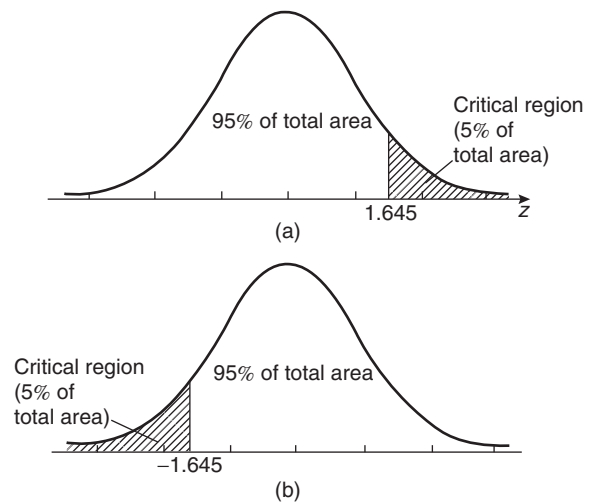 95% of total area
Critical region
(5% of
total area)
1.645
z
(a)
Critical region
(5% of
total area)
95% of total area
−1.645
(b)